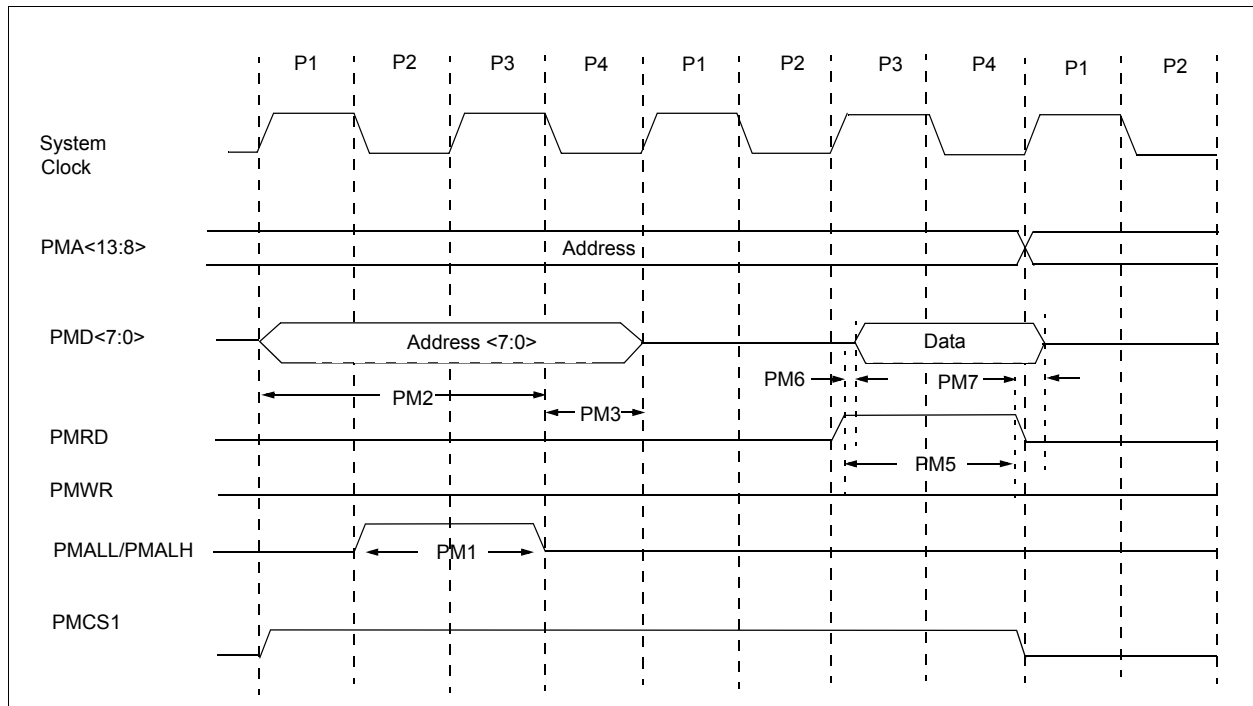 P1 P2 P3 P4 P1 P2 P3 P4 P1 P2
System
Clock
PMA<13:8>
Address
PMD<7:0>
Address <7:0>
Data
PM6
PM7
PM2
PM3
PMRD
PM5
PMWR
PMALL/PMALH
PM1
PMCS1